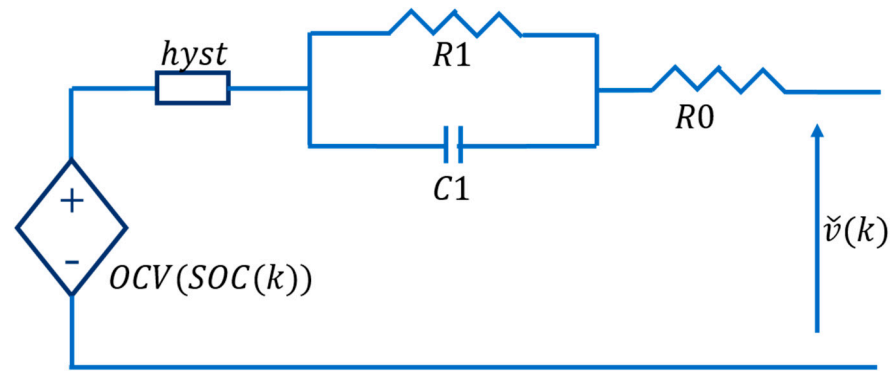 hyst
R1
R0
C1
+
-
OCV(SOC(k))
v̌(k)